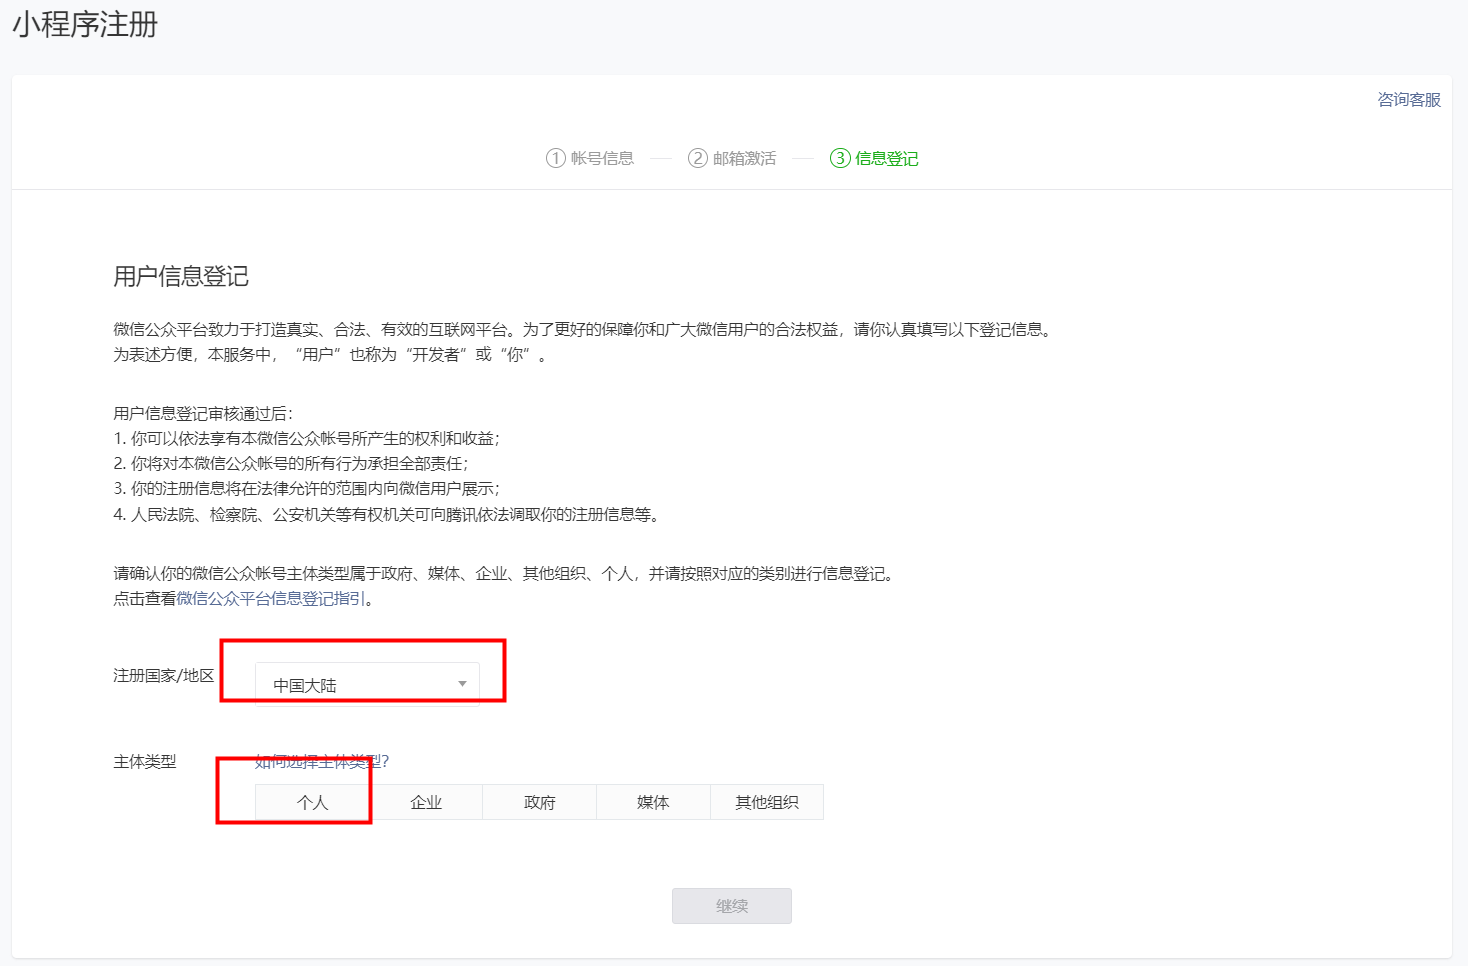 小程序注册
咨询客服
① 帐号信息 ② 邮箱激活 ③ 信息登记
用户信息登记
微信公众平台致力于打造真实、合法、有效的互联网平台。为了更好的保障你和广大微信用户的合法权益，请你认真填写以下登记信息。
为表述方便，本服务中，“用户”也称为“开发者”或“你”。
用户信息登记审核通过后：
1. 你可以依法享有本微信公众帐号所产生的权利和收益；
2. 你将对本微信公众帐号的所有行为承担全部责任；
3. 你的注册信息将在法律允许的范围内向微信用户展示；
4. 人民法院、检察院、公安机关等有权机关可向腾讯依法调取你的注册信息等。
请确认你的微信公众帐号主体类型属于政府、媒体、企业、其他组织、个人，并请按照对应的类别进行信息登记。
点击查看微信公众平台信息登记指引。
注册国家/地区 中国大陆
主体类型 如何选择主体类型?
个人 企业 政府 媒体 其他组织
继续